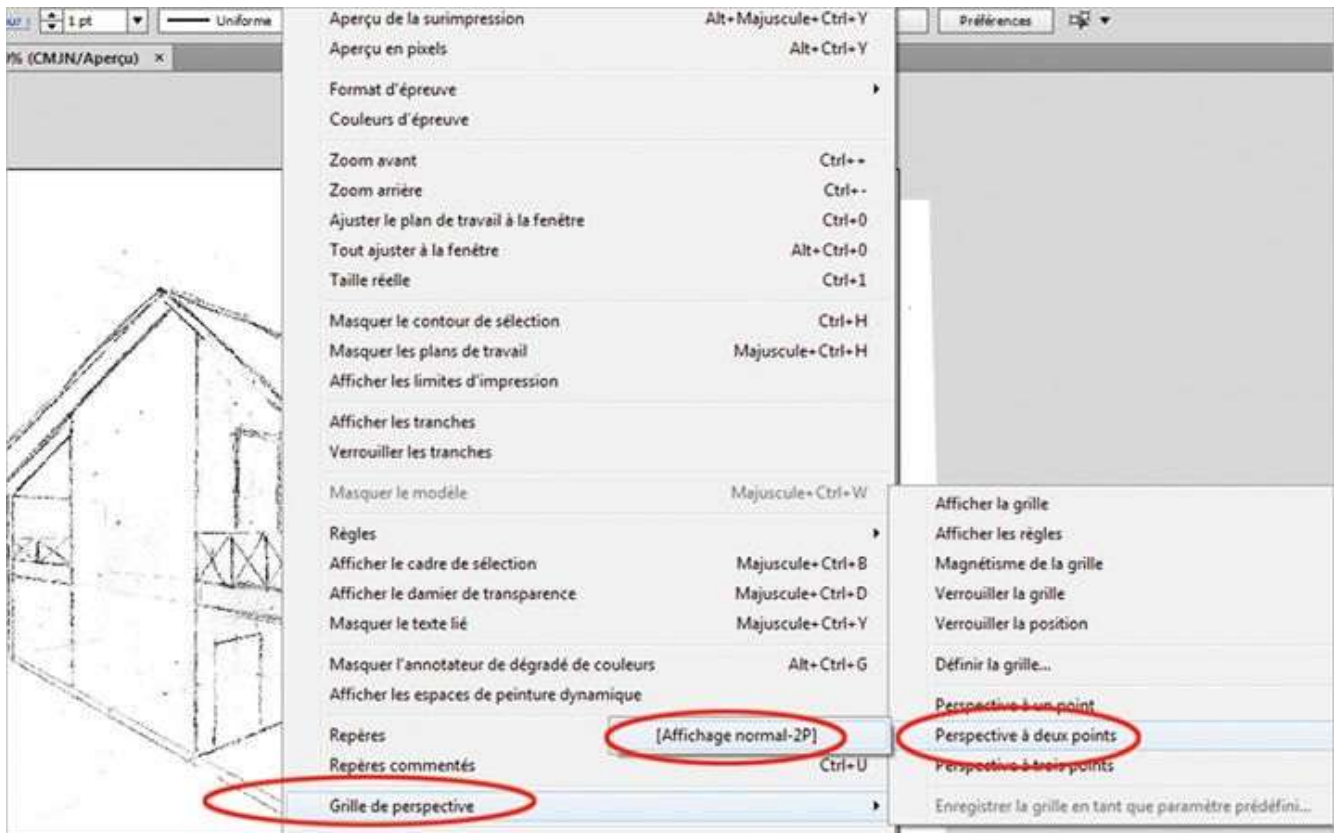 our : 1 pt Uniforme Préférences
% (CMJN/Aperçu) ×
Aperçu de la surimpression Alt+Majuscule+Ctrl+Y
Aperçu en pixels Alt+Ctrl+Y
Format d'épreuve
Couleurs d'épreuve
Zoom avant Ctrl++
Zoom arrière Ctrl+-
Ajuster le plan de travail à la fenêtre Ctrl+0
Tout ajuster à la fenêtre Alt+Ctrl+0
Taille réelle Ctrl+1
Masquer le contour de sélection Ctrl+H
Masquer les plans de travail Majuscule+Ctrl+H
Afficher les limites d'impression
Afficher les tranches
Verrouiller les tranches
Masquer le modèle Majuscule+Ctrl+W
Règles
Afficher le cadre de sélection Majuscule+Ctrl+B
Afficher le damier de transparence Majuscule+Ctrl+D
Masquer le texte lié Majuscule+Ctrl+Y
Masquer l'annotateur de dégradé de couleurs Alt+Ctrl+G
Afficher les espaces de peinture dynamique
Repères
Repères commentés Ctrl+U
Grille de perspective
Afficher la grille
Afficher les règles
Magnétisme de la grille
Verrouiller la grille
Verrouiller la position
Définir la grille...
Perspective à un point
Perspective à deux points
Perspective à trois points
Enregistrer la grille en tant que paramètre prédéfini...
[Affichage normal-2P]